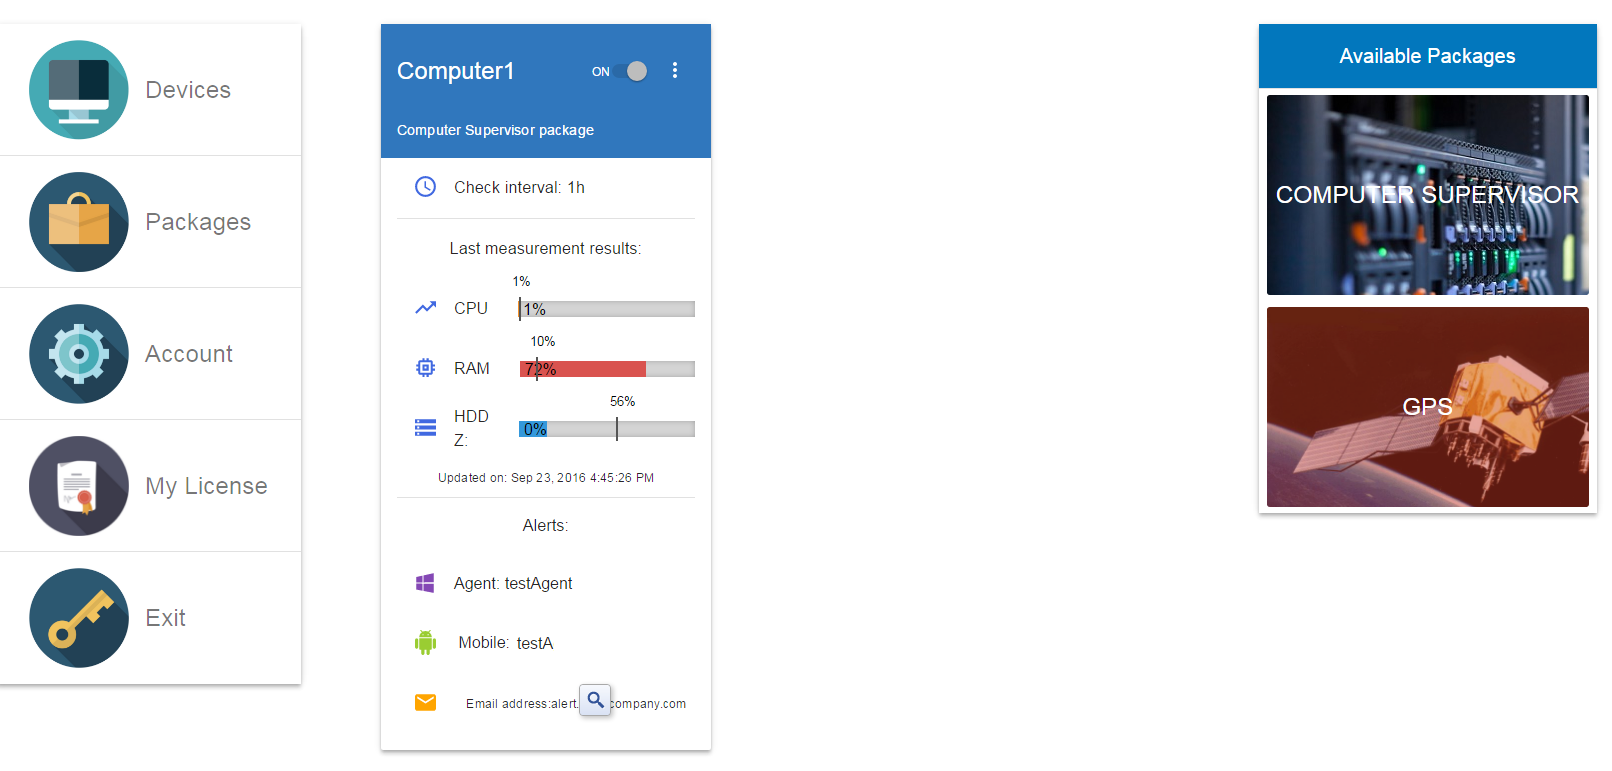 Devices
Packages
Account
My License
Exit
Computer1
ON
Computer Supervisor package
Check interval: 1h
Last measurement results:
1%
CPU 1%
10%
RAM 72%
56%
HDD Z: 0%
Updated on: Sep 23, 2016 4:45:26 PM
Alerts:
Agent: testAgent
Mobile: testA
Email address:alert. company.com
Available Packages
COMPUTER SUPERVISOR
GPS